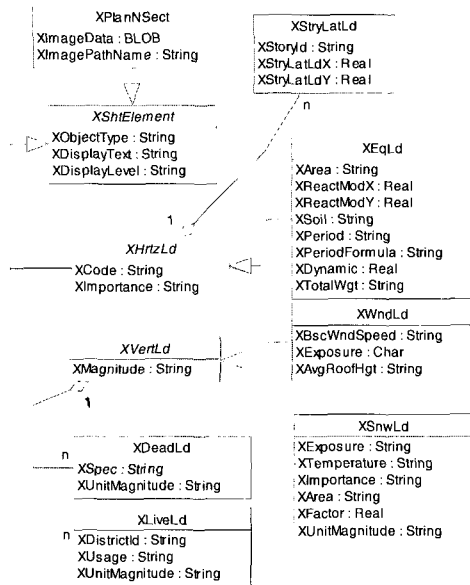 XPlanNSect
XImageData : BLOB
XImagePathName : String
XStryLatLd
XStoryId : String
XStryLatLdX : Real
XStryLatLdY : Real
n
XShtElement
XObjectType : String
XDisplayText : String
XDisplayLevel : String
XEqLd
XArea : String
XReactModX : Real
XReactModY : Real
XSoil : String
XPeriod : String
XPeriodFormula : String
XDynamic : Real
XTotalWgt : String
1
XHrtzLd
XCode : String
XImportance : String
XWndLd
XBscWndSpeed : String
XExposure : Char
XAvgRoofHgt : String
XVertLd
XMagnitude : String
1
XSnwLd
XExposure : String
XTemperature : String
XImportance : String
XArea : String
XFactor : Real
XUnitMagnitude : String
n
XDeadLd
XSpec : String
XUnitMagnitude : String
n
XLiveLd
XDistrictId : String
XUsage : String
XUnitMagnitude : String